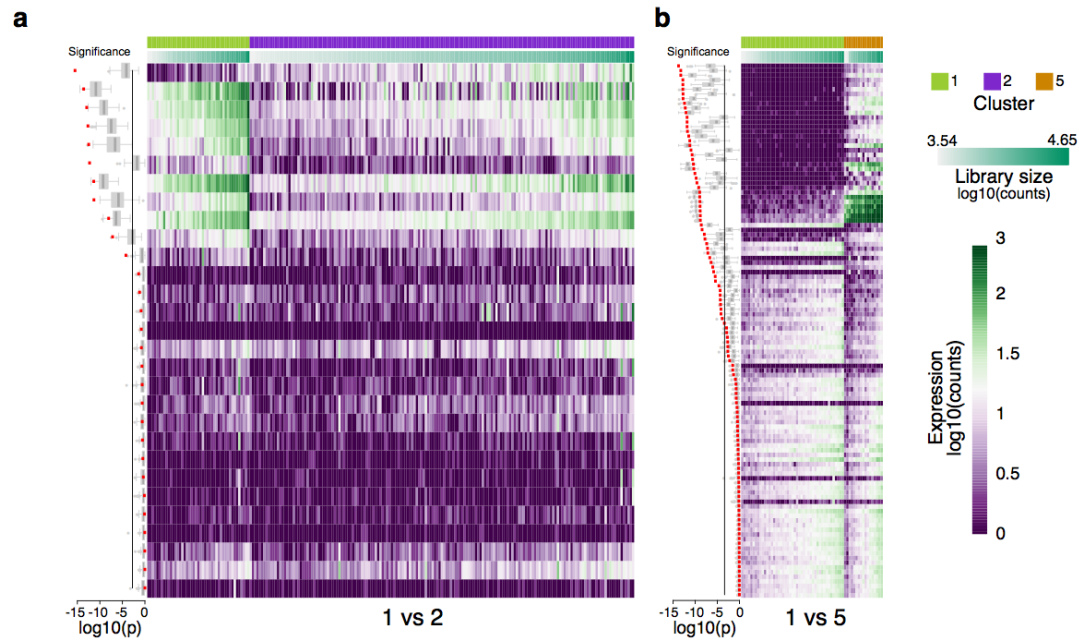 a
b
Significance
Significance
1 2 5
Cluster
3.54 4.65
Library size
log10(counts)
Expression
log10(counts)
3
2
1.5
1
0.5
0
-15 -10 -5 0
log10(p)
1 vs 2
-15 -10 -5 0
log10(p)
1 vs 5